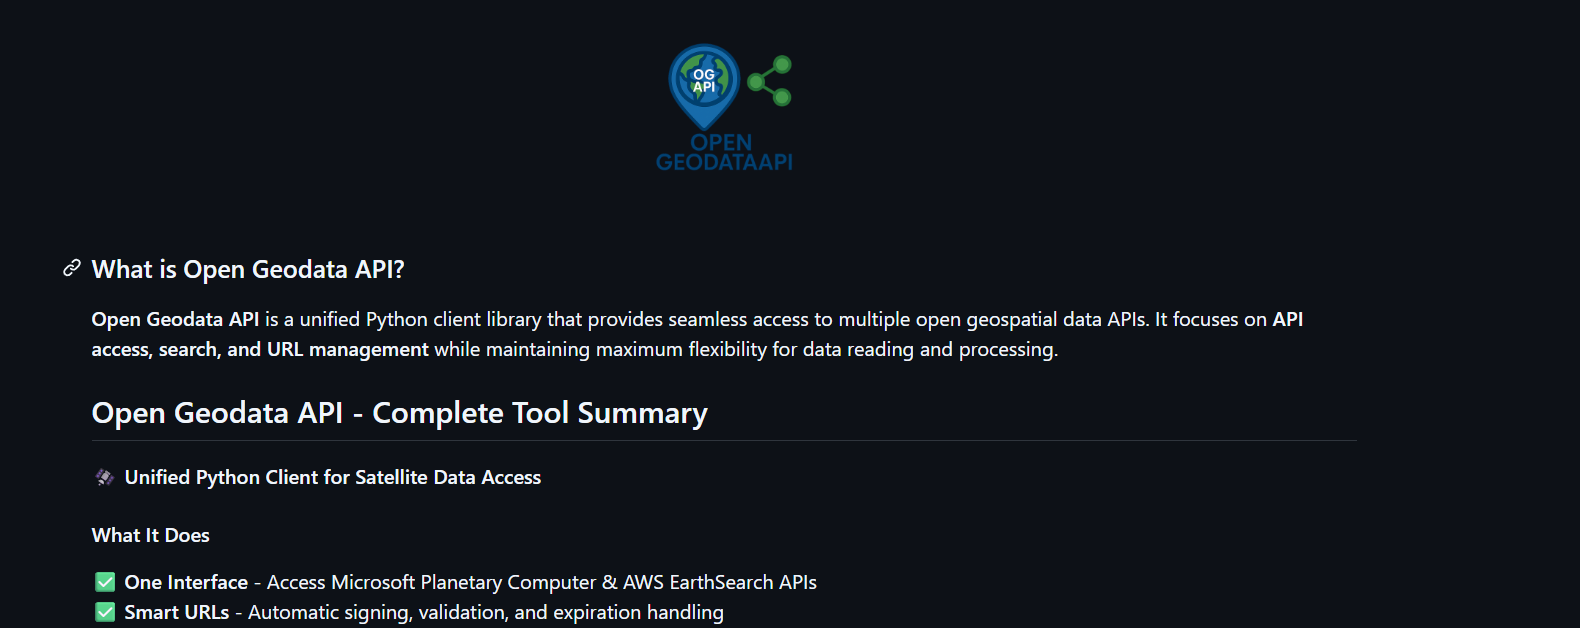 OG
API
OPEN
GEODATAAPI
What is Open Geodata API?
Open Geodata API is a unified Python client library that provides seamless access to multiple open geospatial data APIs. It focuses on API
access, search, and URL management while maintaining maximum flexibility for data reading and processing.
Open Geodata API - Complete Tool Summary
Unified Python Client for Satellite Data Access
What It Does
One Interface - Access Microsoft Planetary Computer & AWS EarthSearch APIs
Smart URLs - Automatic signing, validation, and expiration handling